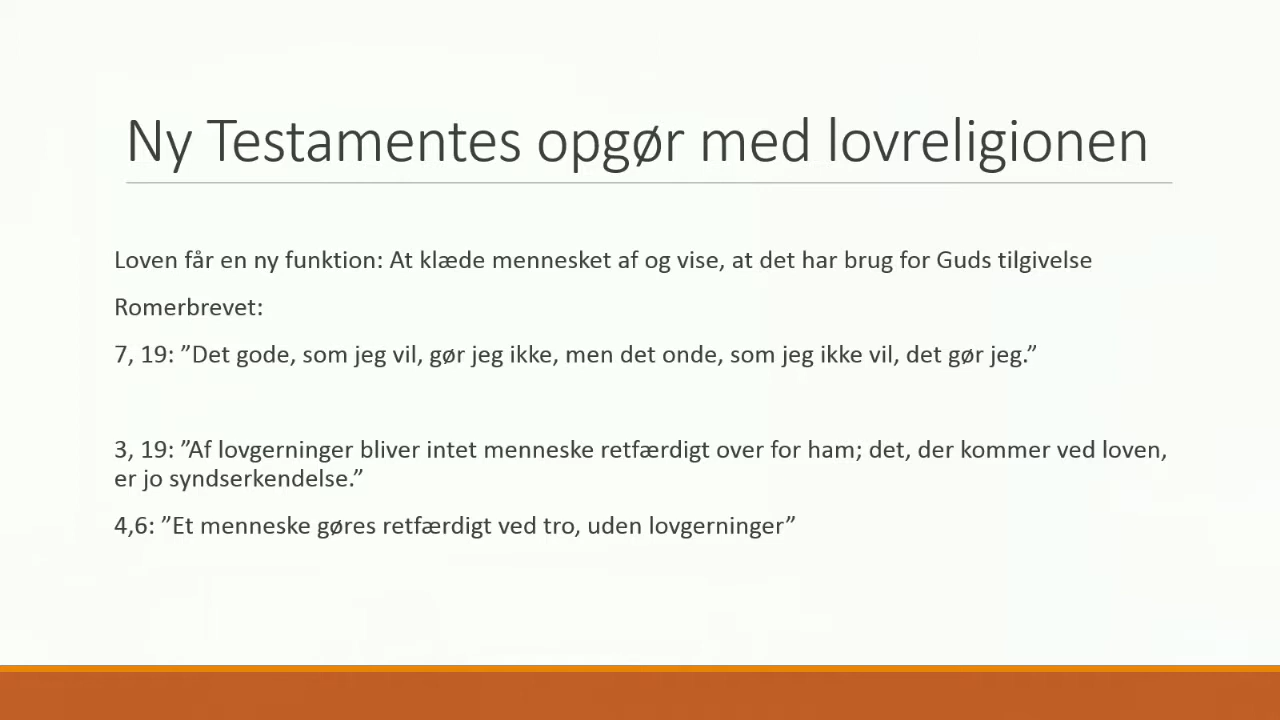 Ny Testamentes opgør med lovreligionen
Loven får en ny funktion: At klæde mennesket af og vise, at det har brug for Guds tilgivelse
Romerbrevet:
7, 19: ”Det gode, som jeg vil, gør jeg ikke, men det onde, som jeg ikke vil, det gør jeg.”
3, 19: ”Af lovgerninger bliver intet menneske retfærdigt over for ham; det, der kommer ved loven,
er jo syndserkendelse.”
4,6: ”Et menneske gøres retfærdigt ved tro, uden lovgerninger”